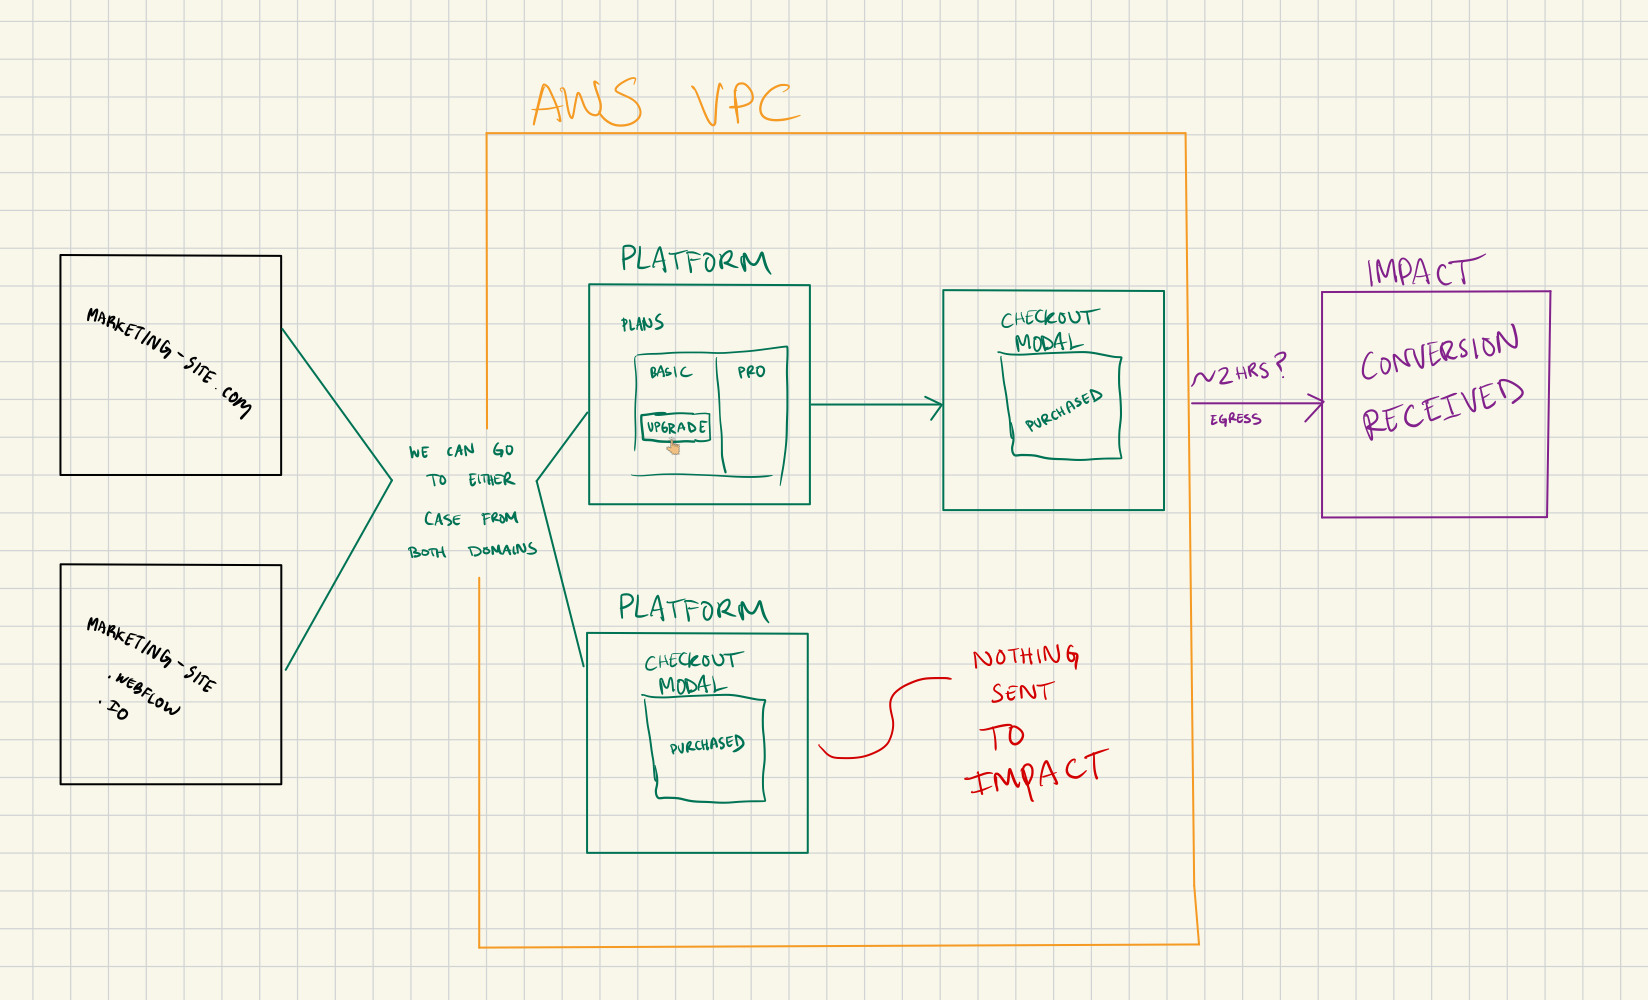 AWS VPC
MARKETING-SITE.COM
MARKETING-SITE
.WEBFLOW
.IO
WE CAN GO
TO EITHER
CASE FROM
BOTH DOMAINS
PLATFORM
PLANS
BASIC
PRO
UPGRADE
CHECKOUT
MODAL
PURCHASED
PLATFORM
CHECKOUT
MODAL
PURCHASED
NOTHING
SENT
TO
IMPACT
~2HRS?
EGRESS
IMPACT
CONVERSION
RECEIVED